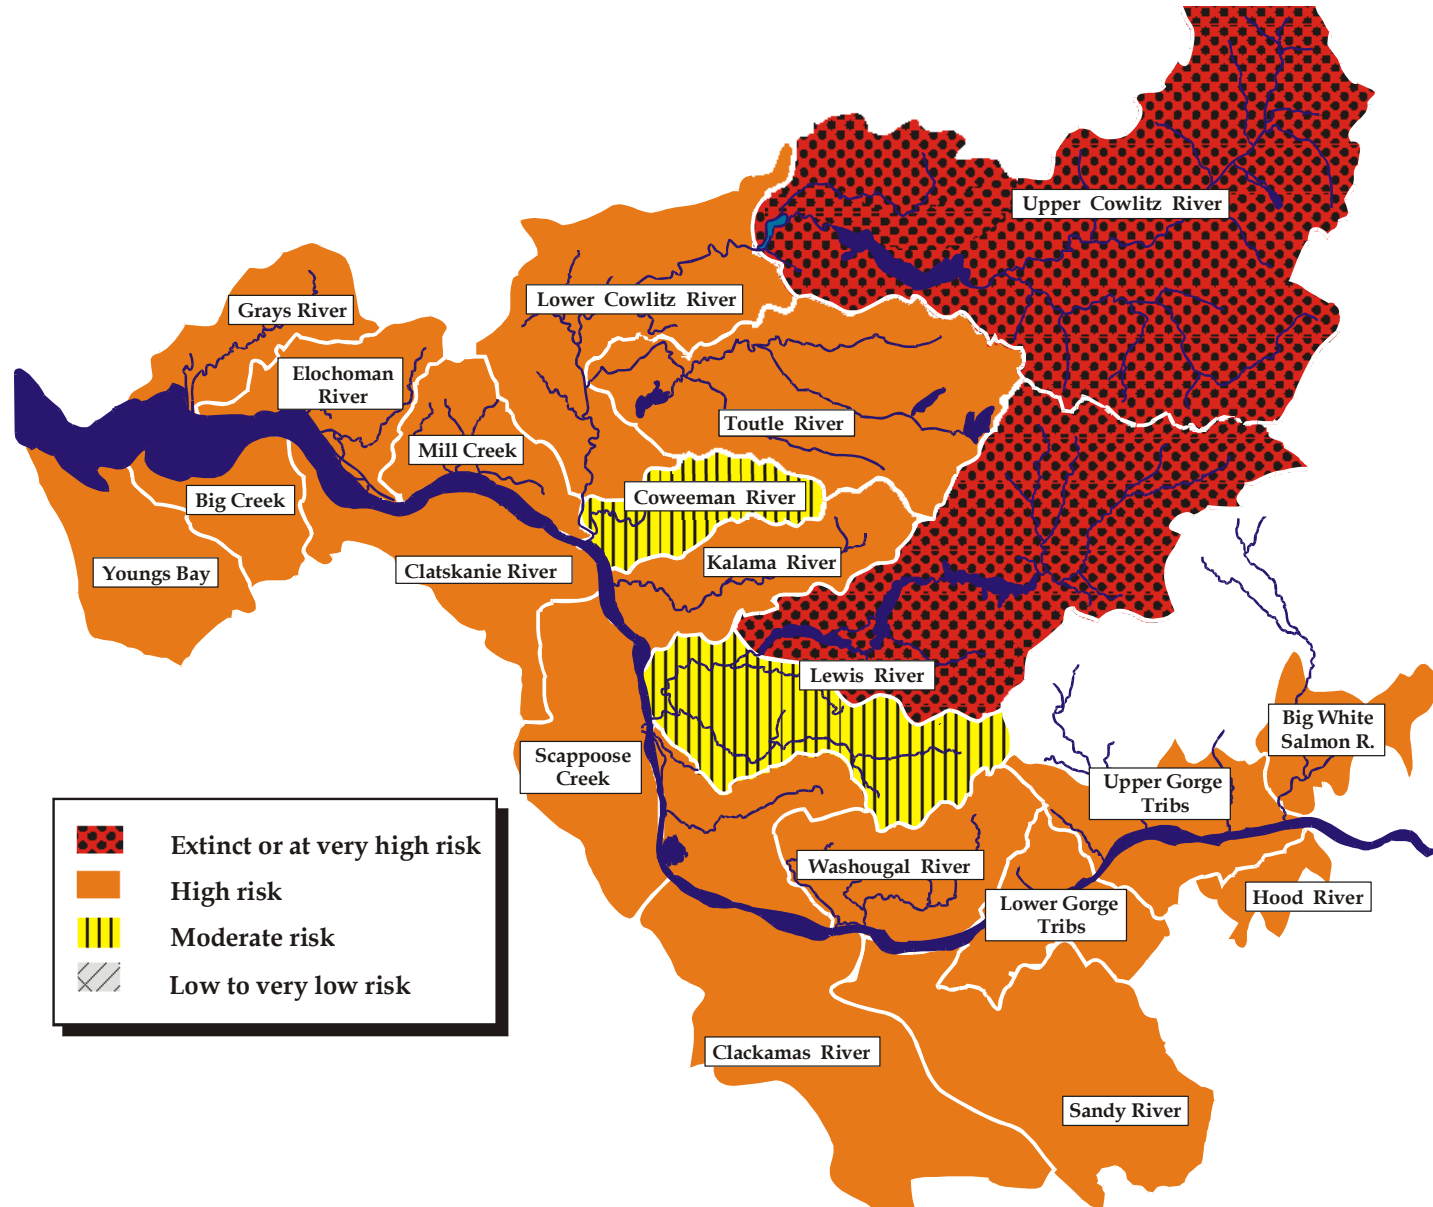 Upper Cowlitz River
Lower Cowlitz River
Grays River
Elochoman
River
Toutle River
Mill Creek
Big Creek
Coweeman River
Youngs Bay
Clatskanie River
Kalama River
Lewis River
Scappoose
Creek
Big White
Salmon R.
Upper Gorge
Tribs
Washougal River
Hood River
Lower Gorge
Tribs
Clackamas River
Sandy River
Extinct or at very high risk
High risk
Moderate risk
Low to very low risk